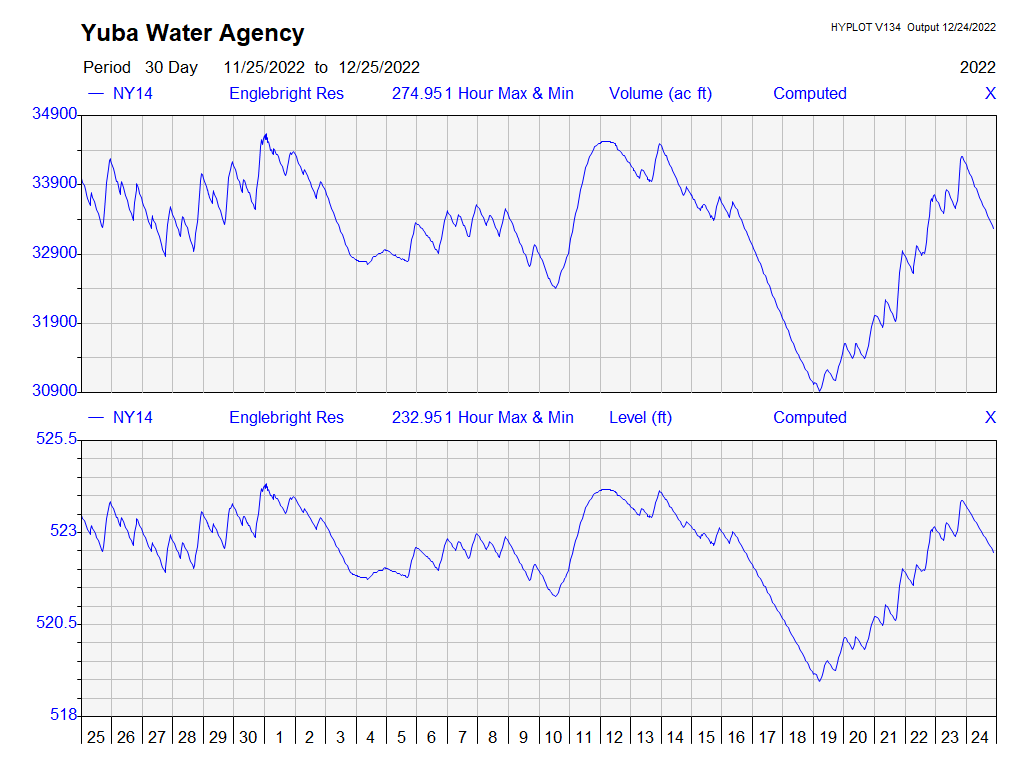 Yuba Water Agency
HYPLOT V134 Output 12/24/2022
Period 30 Day 11/25/2022 to 12/25/2022 2022
NY14 Englebright Res 274.951 Hour Max & Min Volume (ac ft) Computed X
34900
33900
32900
31900
30900
NY14 Englebright Res 232.951 Hour Max & Min Level (ft) Computed X
525.5
523
520.5
518
25 26 27 28 29 30 1 2 3 4 5 6 7 8 9 10 11 12 13 14 15 16 17 18 19 20 21 22 23 24